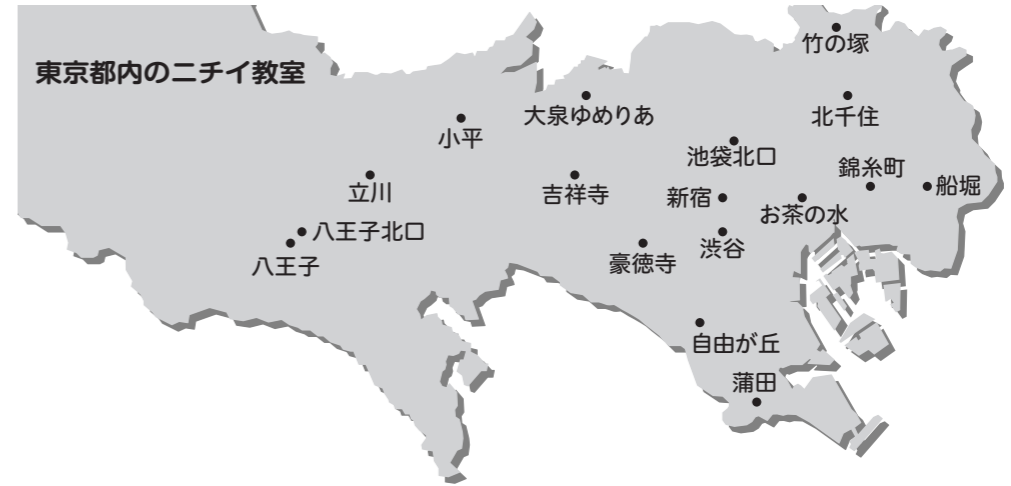 竹の塚
東京都内のニチイ教室
大泉ゆめりあ
北千住
小平
池袋北口
錦糸町
立川
吉祥寺
新宿
船堀
お茶の水
八王子北口
渋谷
八王子
豪徳寺
自由が丘
蒲田